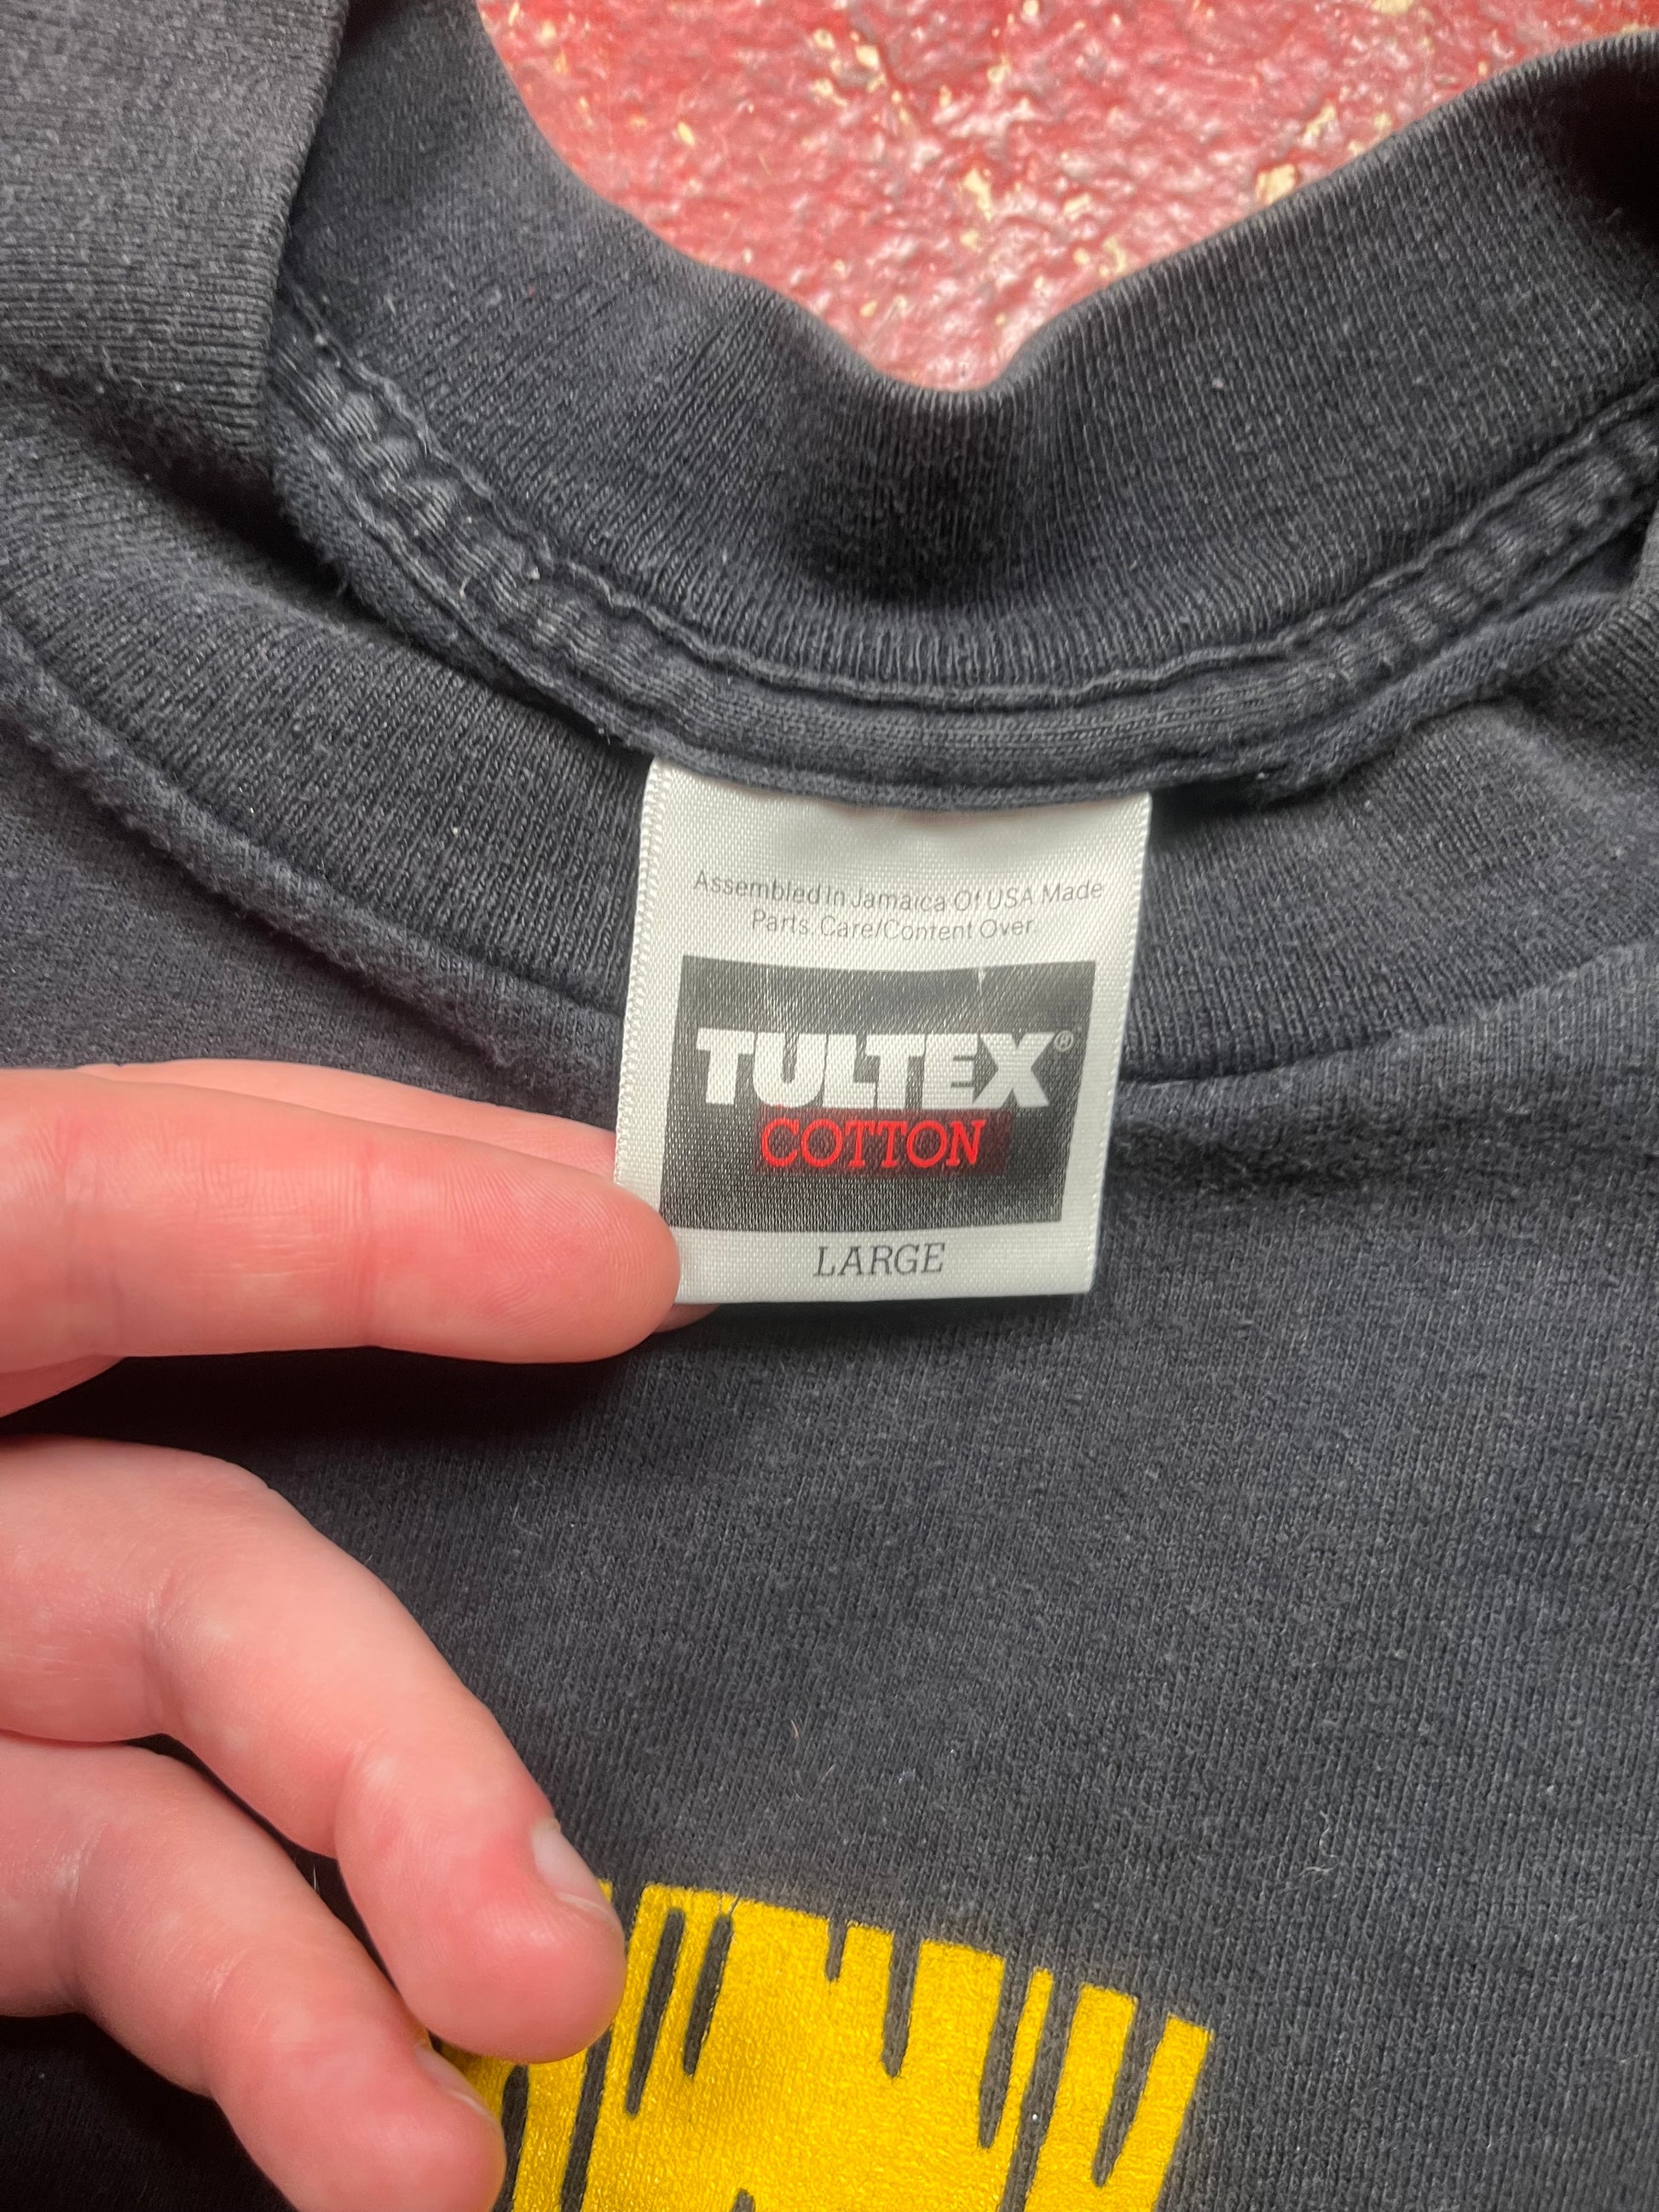 Assembled In Jamaica Of USA Made
Parts. Care/Content Over.
TULTEX®
COTTON
LARGE